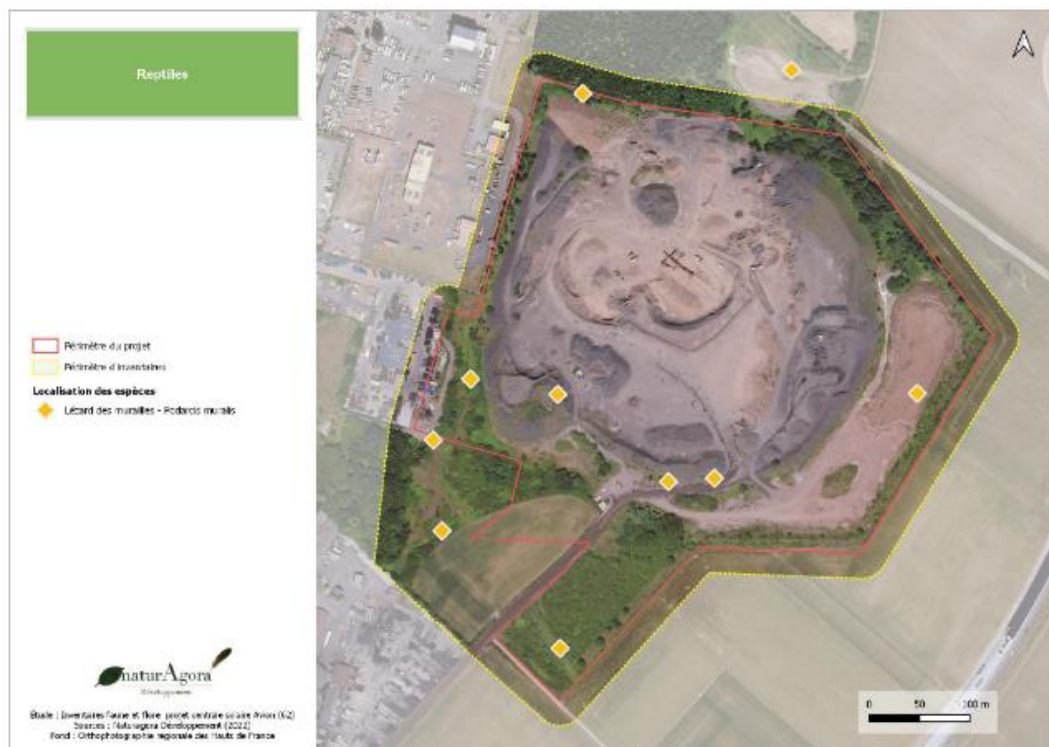 Reptiles
Périmètre du projet
Périmètre d'inventaires
Localisation des espèces
Lézard des murailles - Podarcis muralis
naturAgora
Développement
Étude : Inventaires faune et flore projet centrale solaire Avion (62)
Sources : Naturagora Développement (2022)
Fond : Orthophotographie régionale des Hauts de France
0 50 100 m